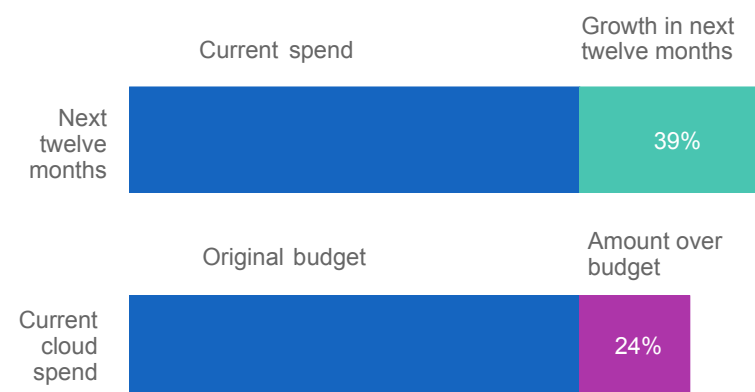 Current spend
Growth in next
twelve months
Next
twelve
months
39%
Original budget
Amount over
budget
Current
cloud
spend
24%